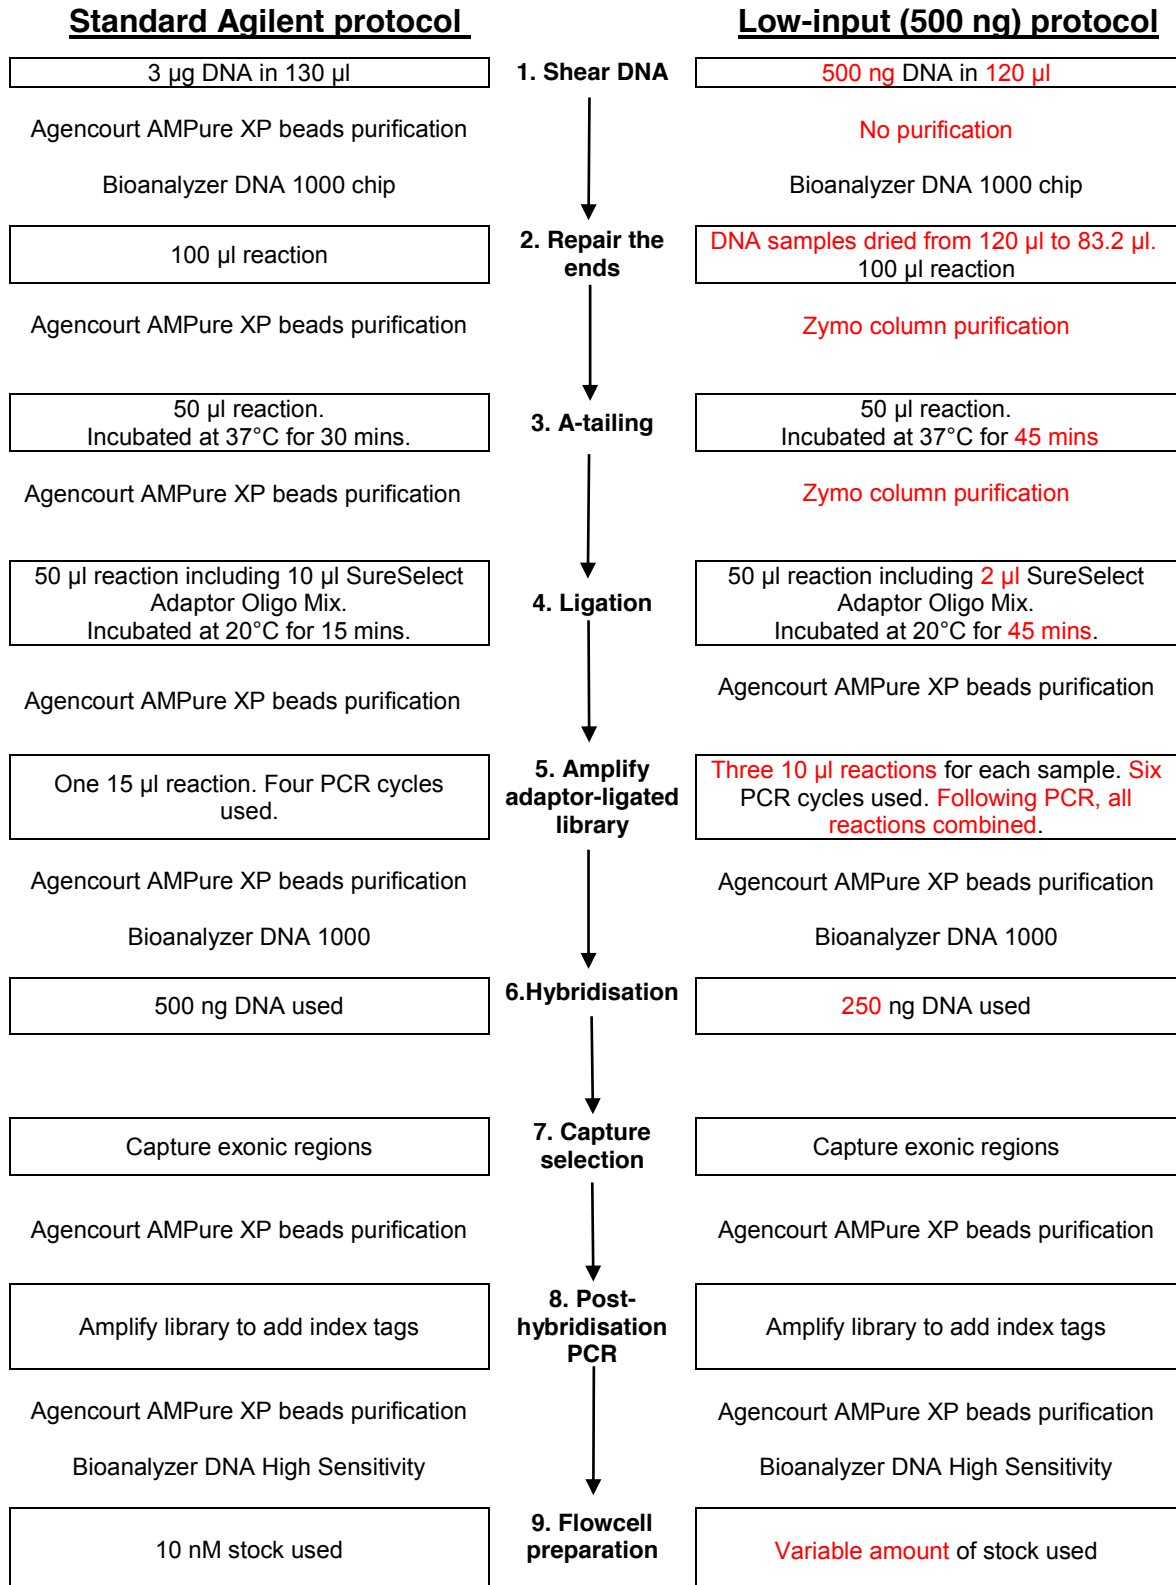 Standard Agilent protocol
Low-input (500 ng) protocol
3 µg DNA in 130 µl
1. Shear DNA
500 ng DNA in 120 µl
Agencourt AMPure XP beads purification
No purification
Bioanalyzer DNA 1000 chip
Bioanalyzer DNA 1000 chip
100 µl reaction
2. Repair the
ends
DNA samples dried from 120 µl to 83.2 µl.
100 µl reaction
Agencourt AMPure XP beads purification
Zymo column purification
50 µl reaction.
Incubated at 37°C for 30 mins.
3. A-tailing
50 µl reaction.
Incubated at 37°C for 45 mins
Agencourt AMPure XP beads purification
Zymo column purification
50 µl reaction including 10 µl SureSelect
Adaptor Oligo Mix.
Incubated at 20°C for 15 mins.
4. Ligation
50 µl reaction including 2 µl SureSelect
Adaptor Oligo Mix.
Incubated at 20°C for 45 mins.
Agencourt AMPure XP beads purification
Agencourt AMPure XP beads purification
One 15 µl reaction. Four PCR cycles
used.
5. Amplify
adaptor-ligated
library
Three 10 µl reactions for each sample. Six
PCR cycles used. Following PCR, all
reactions combined.
Agencourt AMPure XP beads purification
Agencourt AMPure XP beads purification
Bioanalyzer DNA 1000
Bioanalyzer DNA 1000
500 ng DNA used
6.Hybridisation
250 ng DNA used
Capture exonic regions
7. Capture
selection
Capture exonic regions
Agencourt AMPure XP beads purification
Agencourt AMPure XP beads purification
Amplify library to add index tags
8. Post-
hybridisation
PCR
Amplify library to add index tags
Agencourt AMPure XP beads purification
Agencourt AMPure XP beads purification
Bioanalyzer DNA High Sensitivity
Bioanalyzer DNA High Sensitivity
10 nM stock used
9. Flowcell
preparation
Variable amount of stock used